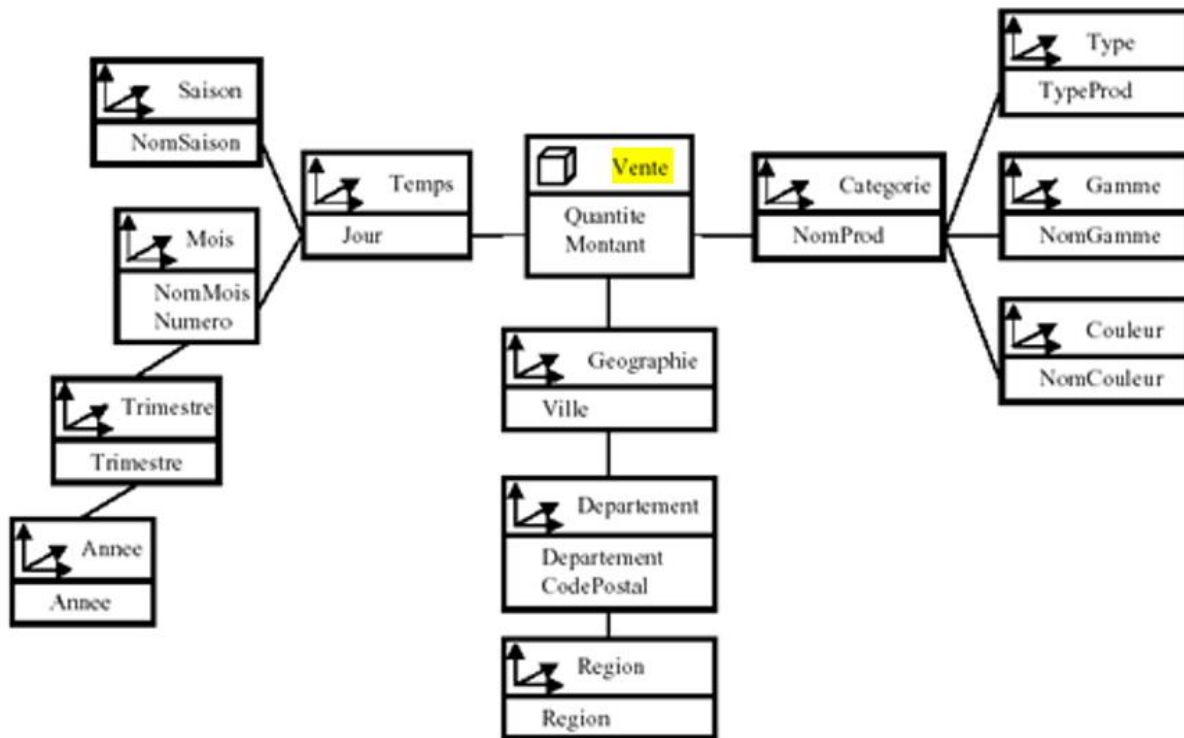 Saison
NomSaison
Mois
NomMois
Numero
Trimestre
Trimestre
Annee
Annee
Temps
Jour
Vente
Quantite
Montant
Geographie
Ville
Departement
Departement
CodePostal
Region
Region
Categorie
NomProd
Type
TypeProd
Gamme
NomGamme
Couleur
NomCouleur